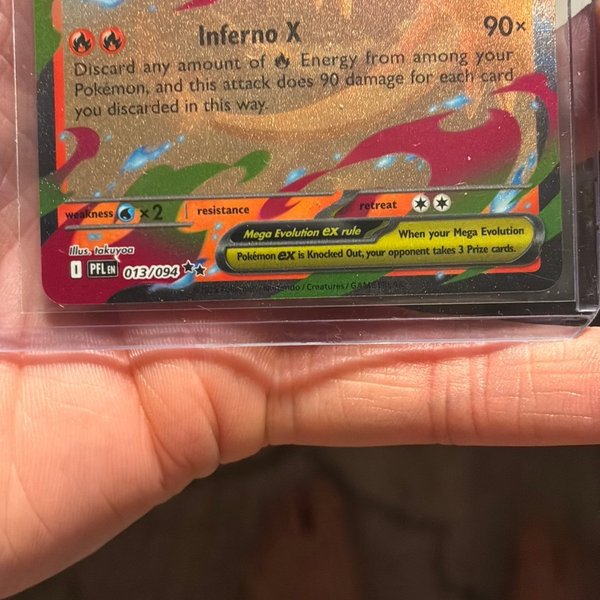 Inferno X 90×
Discard any amount of Energy from among your
Pokémon, and this attack does 90 damage for each card
you discarded in this way.
weakness ×2 resistance retreat
Mega Evolution ex rule When your Mega Evolution
Pokémon ex is Knocked Out, your opponent takes 3 Prize cards.
Illus. takuyoa
I PFL EN 013/094
/Creatures/GAME